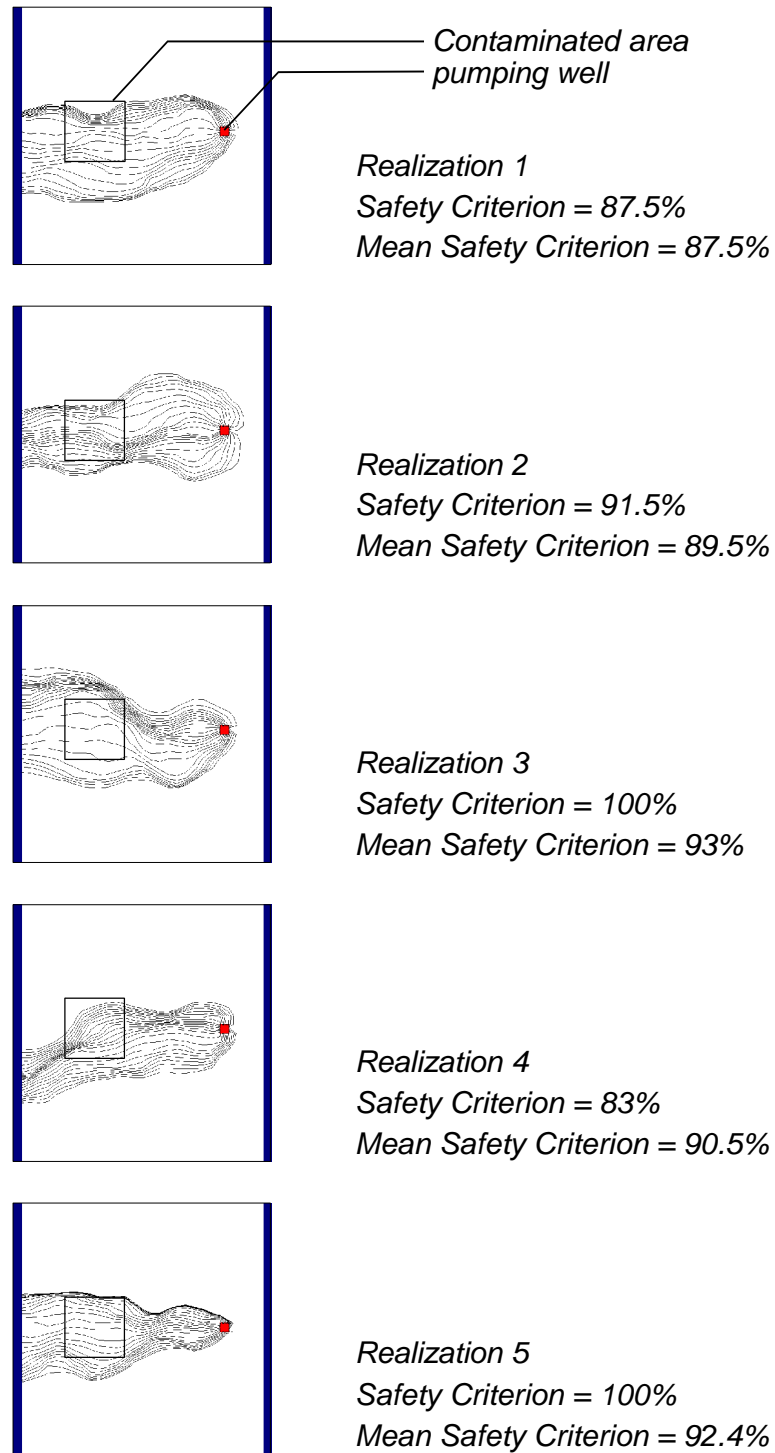 Contaminated area
pumping well
Realization 1
Safety Criterion = 87.5%
Mean Safety Criterion = 87.5%
Realization 2
Safety Criterion = 91.5%
Mean Safety Criterion = 89.5%
Realization 3
Safety Criterion = 100%
Mean Safety Criterion = 93%
Realization 4
Safety Criterion = 83%
Mean Safety Criterion = 90.5%
Realization 5
Safety Criterion = 100%
Mean Safety Criterion = 92.4%